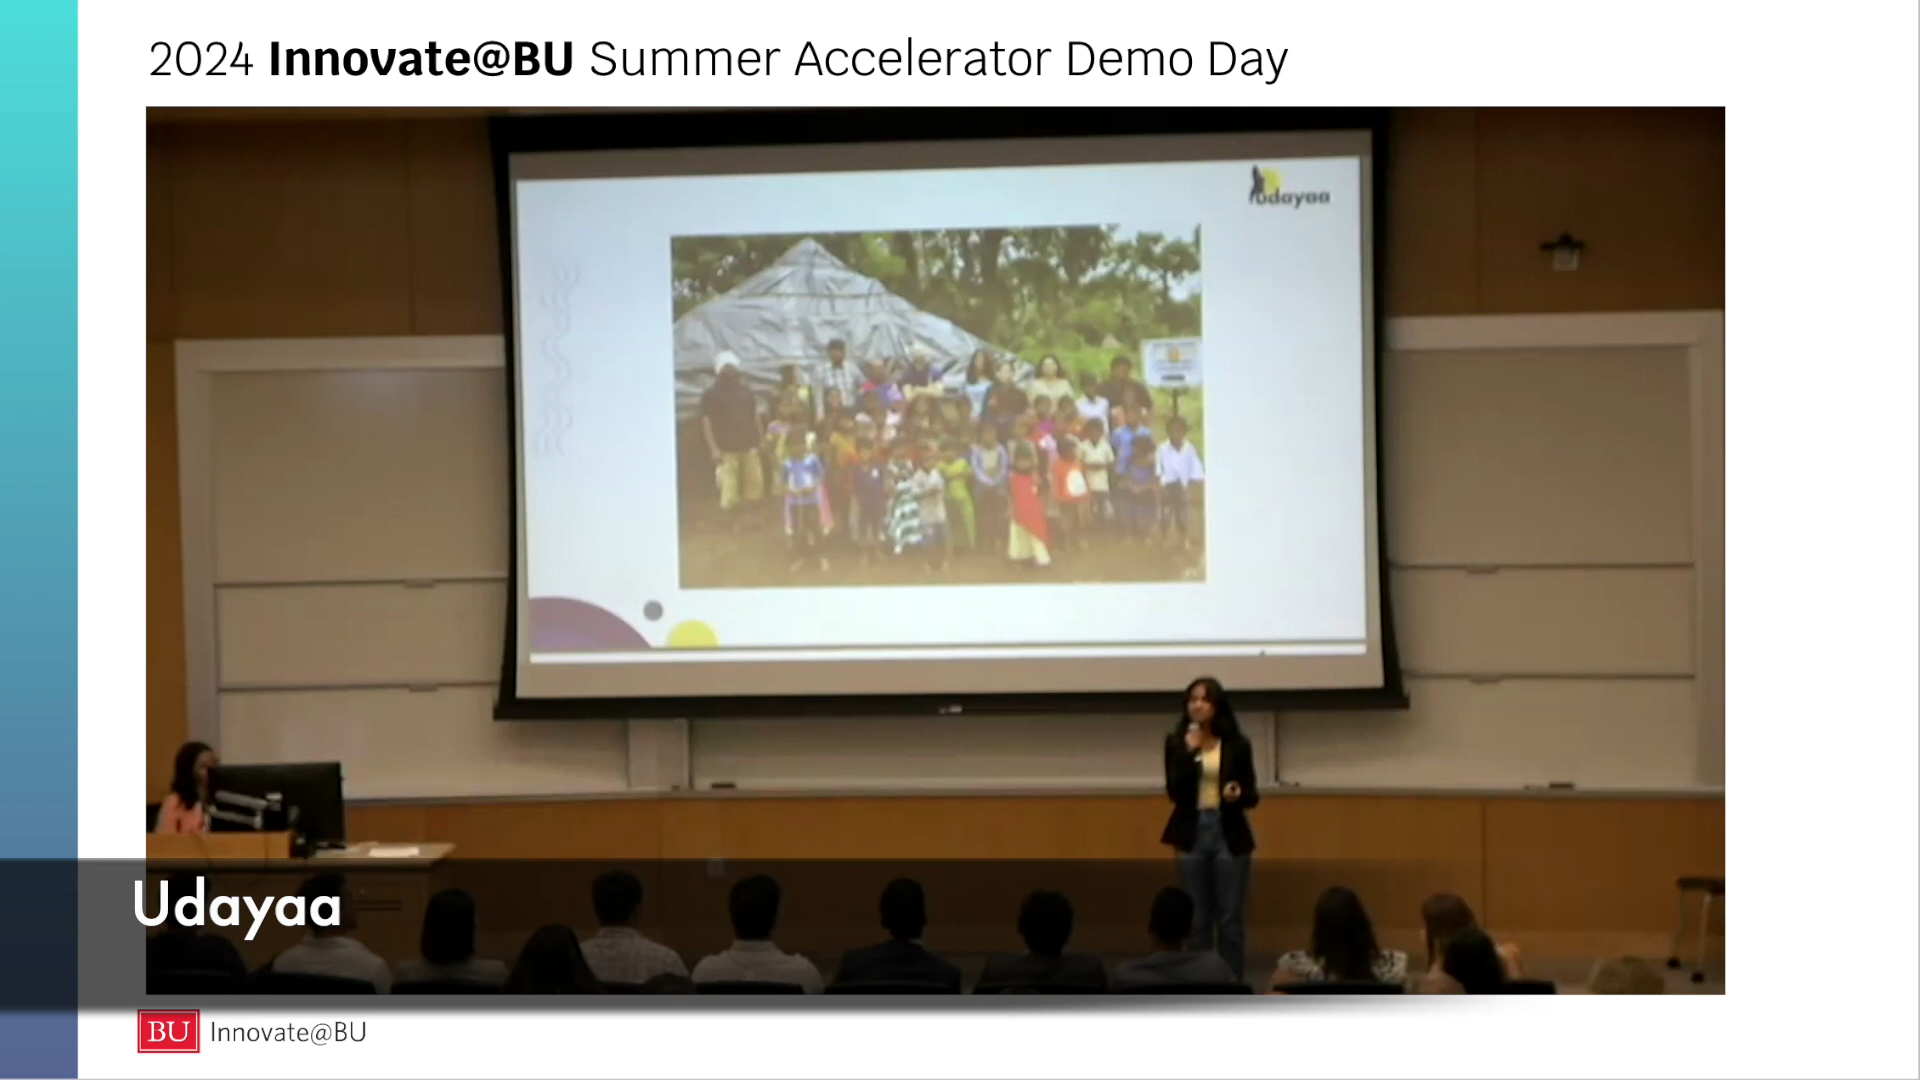 2024 Innovate@BU Summer Accelerator Demo Day
udayaa
Udayaa
BU Innovate@BU